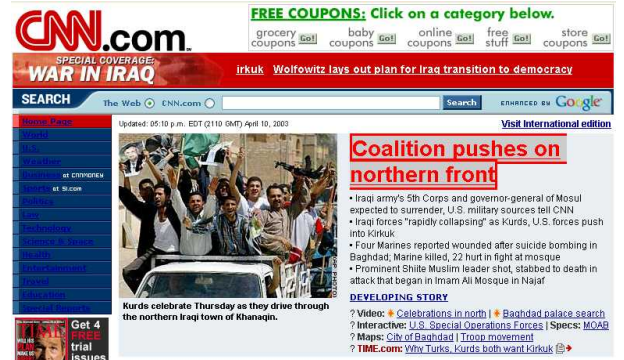 CNN.com
FREE COUPONS: Click on a category below.
grocery coupons Go!
baby coupons Go!
online coupons Go!
free stuff Go!
store coupons Go!
SPECIAL COVERAGE:
WAR IN IRAQ
irkuk Wolfowitz lays out plan for Iraq transition to democracy
SEARCH
The Web CNN.com
Search
ENHANCED BY Google
Home Page
World
U.S.
Weather
Business at CNNMONEY
Sports at SI.com
Politics
Law
Technology
Science & Space
Health
Entertainment
Travel
Education
Special Reports
TIME
Get 4
FREE
trial
issues
Updated: 05:10 p.m. EDT (2110 GMT) April 10, 2003
Kurds celebrate Thursday as they drive through
the northern Iraqi town of Khanaqin.
Visit International edition
Coalition pushes on
northern front
• Iraqi army's 5th Corps and governor-general of Mosul
expected to surrender, U.S. military sources tell CNN
• Iraqi forces "rapidly collapsing" as Kurds, U.S. forces push
into Kirkuk
• Four Marines reported wounded after suicide bombing in
Baghdad; Marine killed, 22 hurt in fight at mosque
• Prominent Shiite Muslim leader shot, stabbed to death in
attack that began in Imam Ali Mosque in Najaf
DEVELOPING STORY
? Video: Celebrations in north | Baghdad palace search
? Interactive: U.S. Special Operations Forces | Specs: MOAB
? Maps: City of Baghdad | Troop movement
? TIME.com: Why Turks, Kurds both want Kirkuk